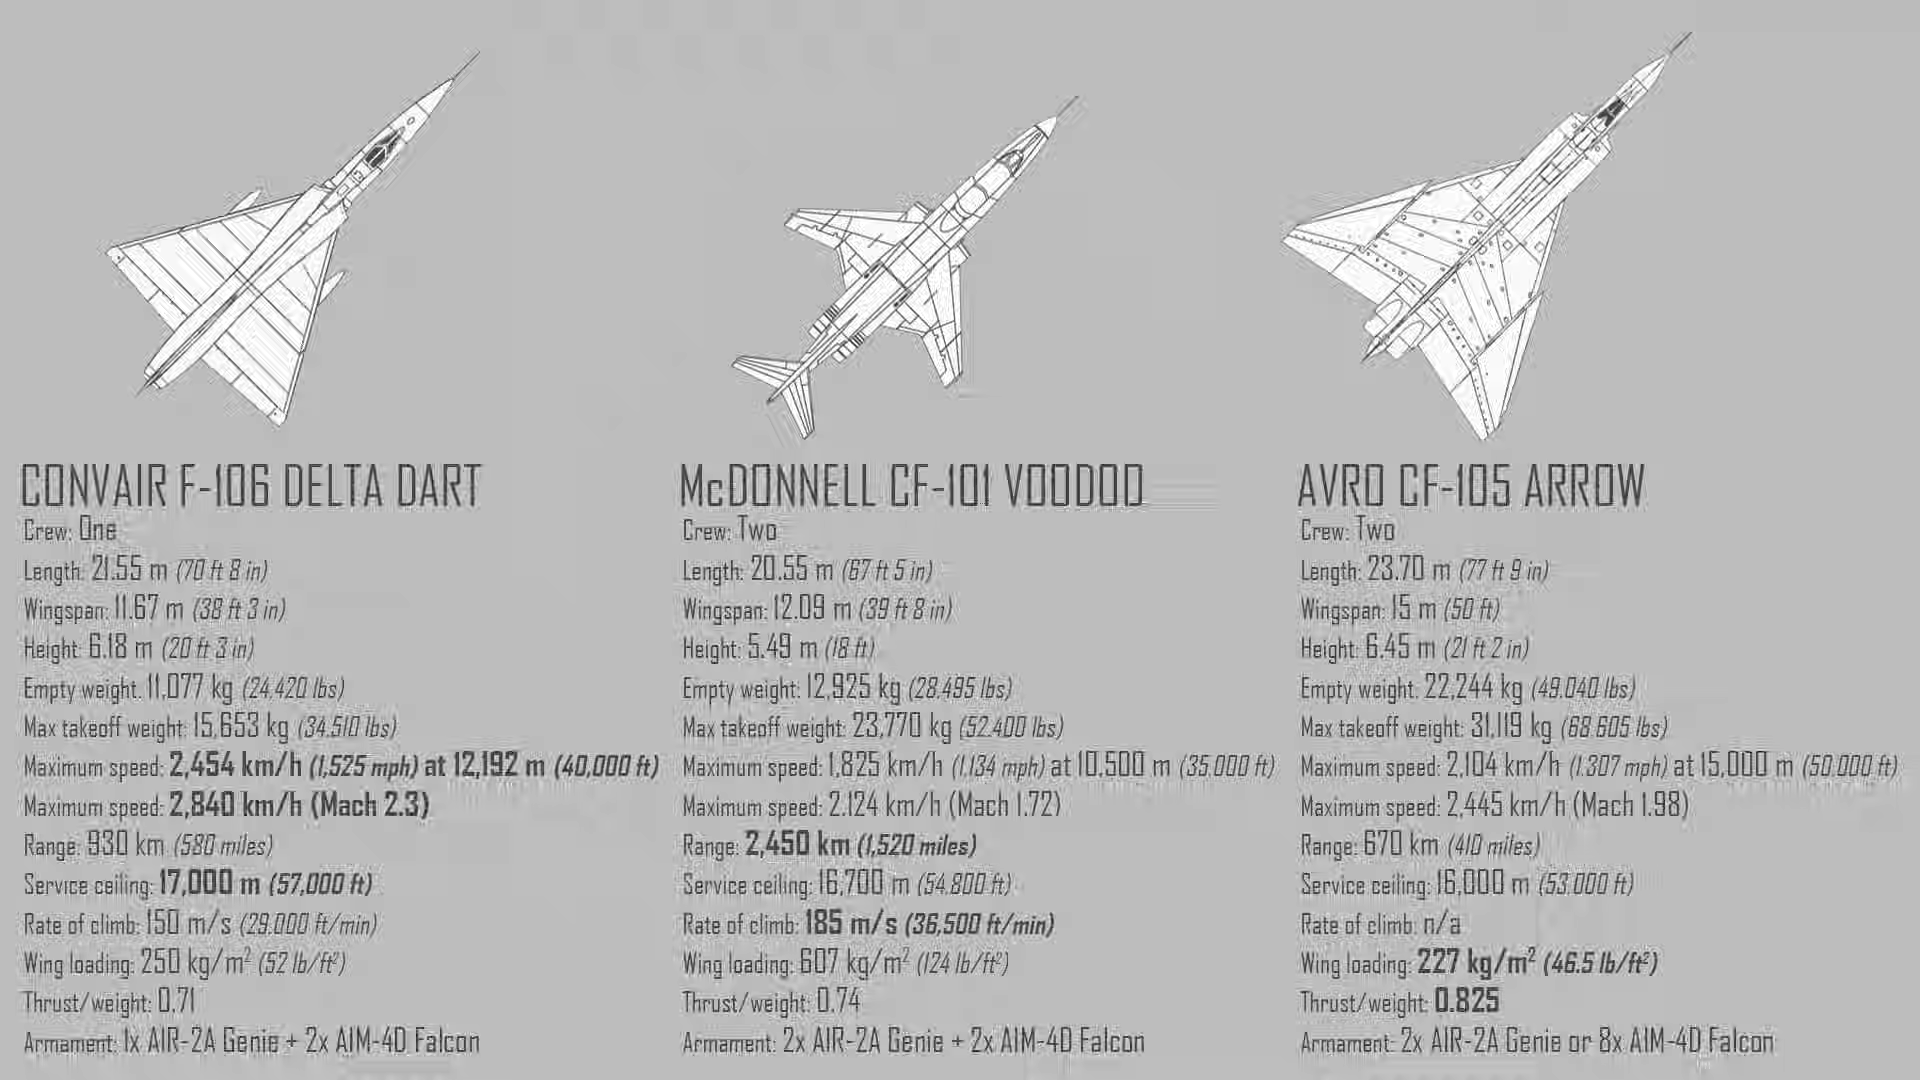 CONVAIR F-106 DELTA DART
Crew: One
Length: 21.55 m (70 ft 8 in)
Wingspan: 11.67 m (38 ft 3 in)
Height: 6.18 m (20 ft 3 in)
Empty weight. 11,077 kg (24.420 lbs)
Max takeoff weight: 15,653 kg (34.510 lbs)
Maximum speed: 2,454 km/h (1,525 mph) at 12,192 m (40,000 ft)
Maximum speed: 2,840 km/h (Mach 2.3)
Range: 930 km (580 miles)
Service ceiling: 17,000 m (57,000 ft)
Rate of climb: 150 m/s (29.000 ft/min)
Wing loading: 250 kg/m² (52 lb/ft²)
Thrust/weight: 0.71
Armament: 1x AIR-2A Genie + 2x AIM-4D Falcon
McDONNELL CF-101 VOODOO
Crew: Two
Length: 20.55 m (67 ft 5 in)
Wingspan: 12.09 m (39 ft 8 in)
Height: 5.49 m (18 ft)
Empty weight: 12,925 kg (28.495 lbs)
Max takeoff weight: 23,770 kg (52.400 lbs)
Maximum speed: 1,825 km/h (1,134 mph) at 10,500 m (35.000 ft)
Maximum speed: 2.124 km/h (Mach 1.72)
Range: 2,450 km (1,520 miles)
Service ceiling: 16,700 m (54.800 ft)
Rate of climb: 185 m/s (36,500 ft/min)
Wing loading: 607 kg/m² (124 lb/ft²)
Thrust/weight: 0.74
Armament: 2x AIR-2A Genie + 2x AIM-4D Falcon
AVRO CF-105 ARROW
Crew: Two
Length: 23.70 m (77 ft 9 in)
Wingspan: 15 m (50 ft)
Height: 6.45 m (21 ft 2 in)
Empty weight: 22,244 kg (49.040 lbs)
Max takeoff weight: 31,119 kg (68.605 lbs)
Maximum speed: 2,104 km/h (1.307 mph) at 15,000 m (50.000 ft)
Maximum speed: 2,445 km/h (Mach 1.98)
Range: 670 km (410 miles)
Service ceiling: 16,000 m (53.000 ft)
Rate of climb: n/a
Wing loading: 227 kg/m² (46.5 lb/ft²)
Thrust/weight: 0.825
Armament: 2x AIR-2A Genie or 8x AIM-4D Falcon